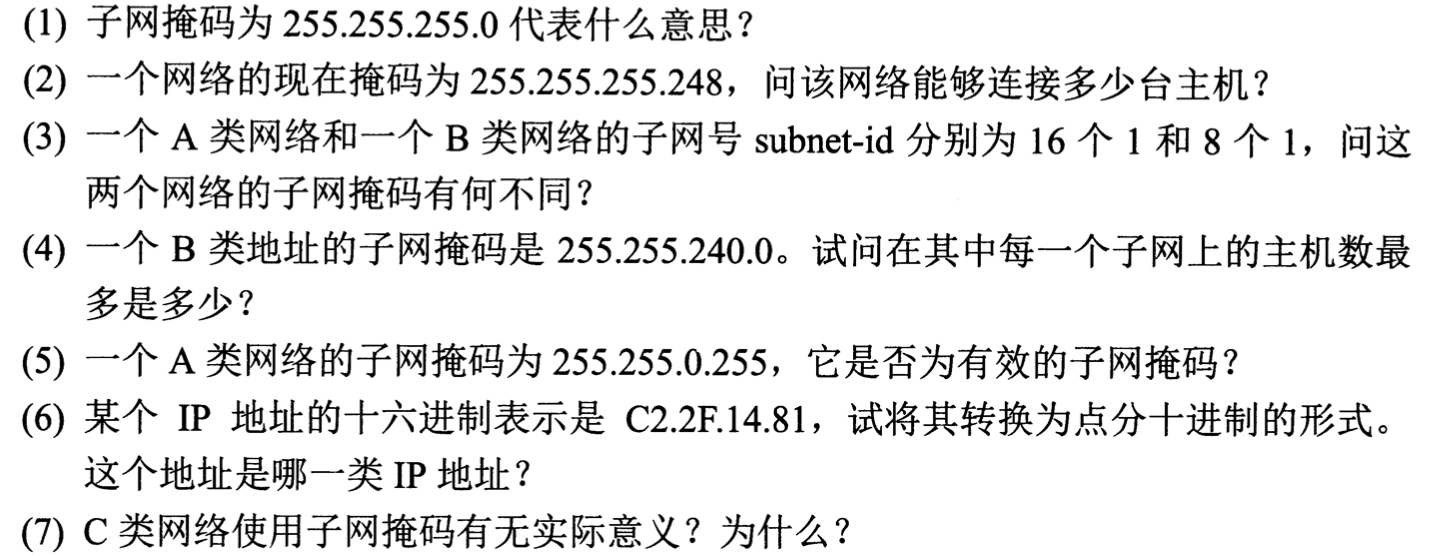 (1) 子网掩码为 255.255.255.0 代表什么意思？
(2) 一个网络的现在掩码为 255.255.255.248，问该网络能够连接多少台主机？
(3) 一个 A 类网络和一个 B 类网络的子网号 subnet-id 分别为 16 个 1 和 8 个 1，问这
两个网络的子网掩码有何不同？
(4) 一个 B 类地址的子网掩码是 255.255.240.0。试问在其中每一个子网上的主机数最
多是多少？
(5) 一个 A 类网络的子网掩码为 255.255.0.255，它是否为有效的子网掩码？
(6) 某个 IP 地址的十六进制表示是 C2.2F.14.81，试将其转换为点分十进制的形式。
这个地址是哪一类 IP 地址？
(7) C 类网络使用子网掩码有无实际意义？为什么？